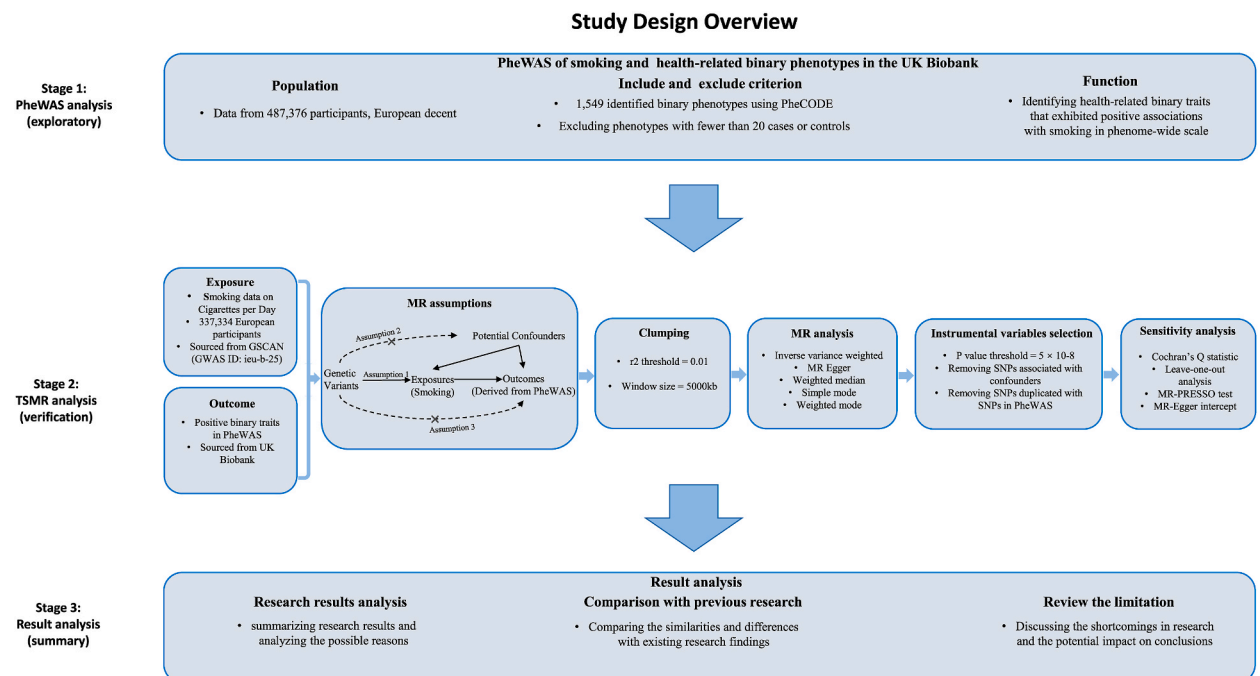 Study Design Overview
Stage 1:
PheWAS analysis
(exploratory)
PheWAS of smoking and health-related binary phenotypes in the UK Biobank
Population
• Data from 487,376 participants, European decent
Include and exclude criterion
• 1,549 identified binary phenotypes using PheCODE
• Excluding phenotypes with fewer than 20 cases or controls
Function
• Identifying health-related binary traits
that exhibited positive associations
with smoking in phenome-wide scale
Stage 2:
TSMR analysis
(verification)
Exposure
• Smoking data on
Cigarettes per Day
• 337,334 European
participants
• Sourced from GSCAN
(GWAS ID: ieu-b-25)
Outcome
• Positive binary traits
in PheWAS
• Sourced from UK
Biobank
MR assumptions
Assumption 2
Potential Confounders
Genetic
Variants
Assumption 1
Exposures
(Smoking)
Outcomes
(Derived from PheWAS)
Assumption 3
Clumping
• r2 threshold = 0.01
• Window size = 5000kb
MR analysis
• Inverse variance weighted
• MR Egger
• Weighted median
• Simple mode
• Weighted mode
Instrumental variables selection
• P value threshold = 5 × 10-8
• Removing SNPs associated with
confounders
• Removing SNPs duplicated with
SNPs in PheWAS
Sensitivity analysis
• Cochran's Q statistic
• Leave-one-out
analysis
• MR-PRESSO test
• MR-Egger intercept
Stage 3:
Result analysis
(summary)
Result analysis
Research results analysis
• summarizing research results and
analyzing the possible reasons
Comparison with previous research
• Comparing the similarities and differences
with existing research findings
Review the limitation
• Discussing the shortcomings in research
and the potential impact on conclusions